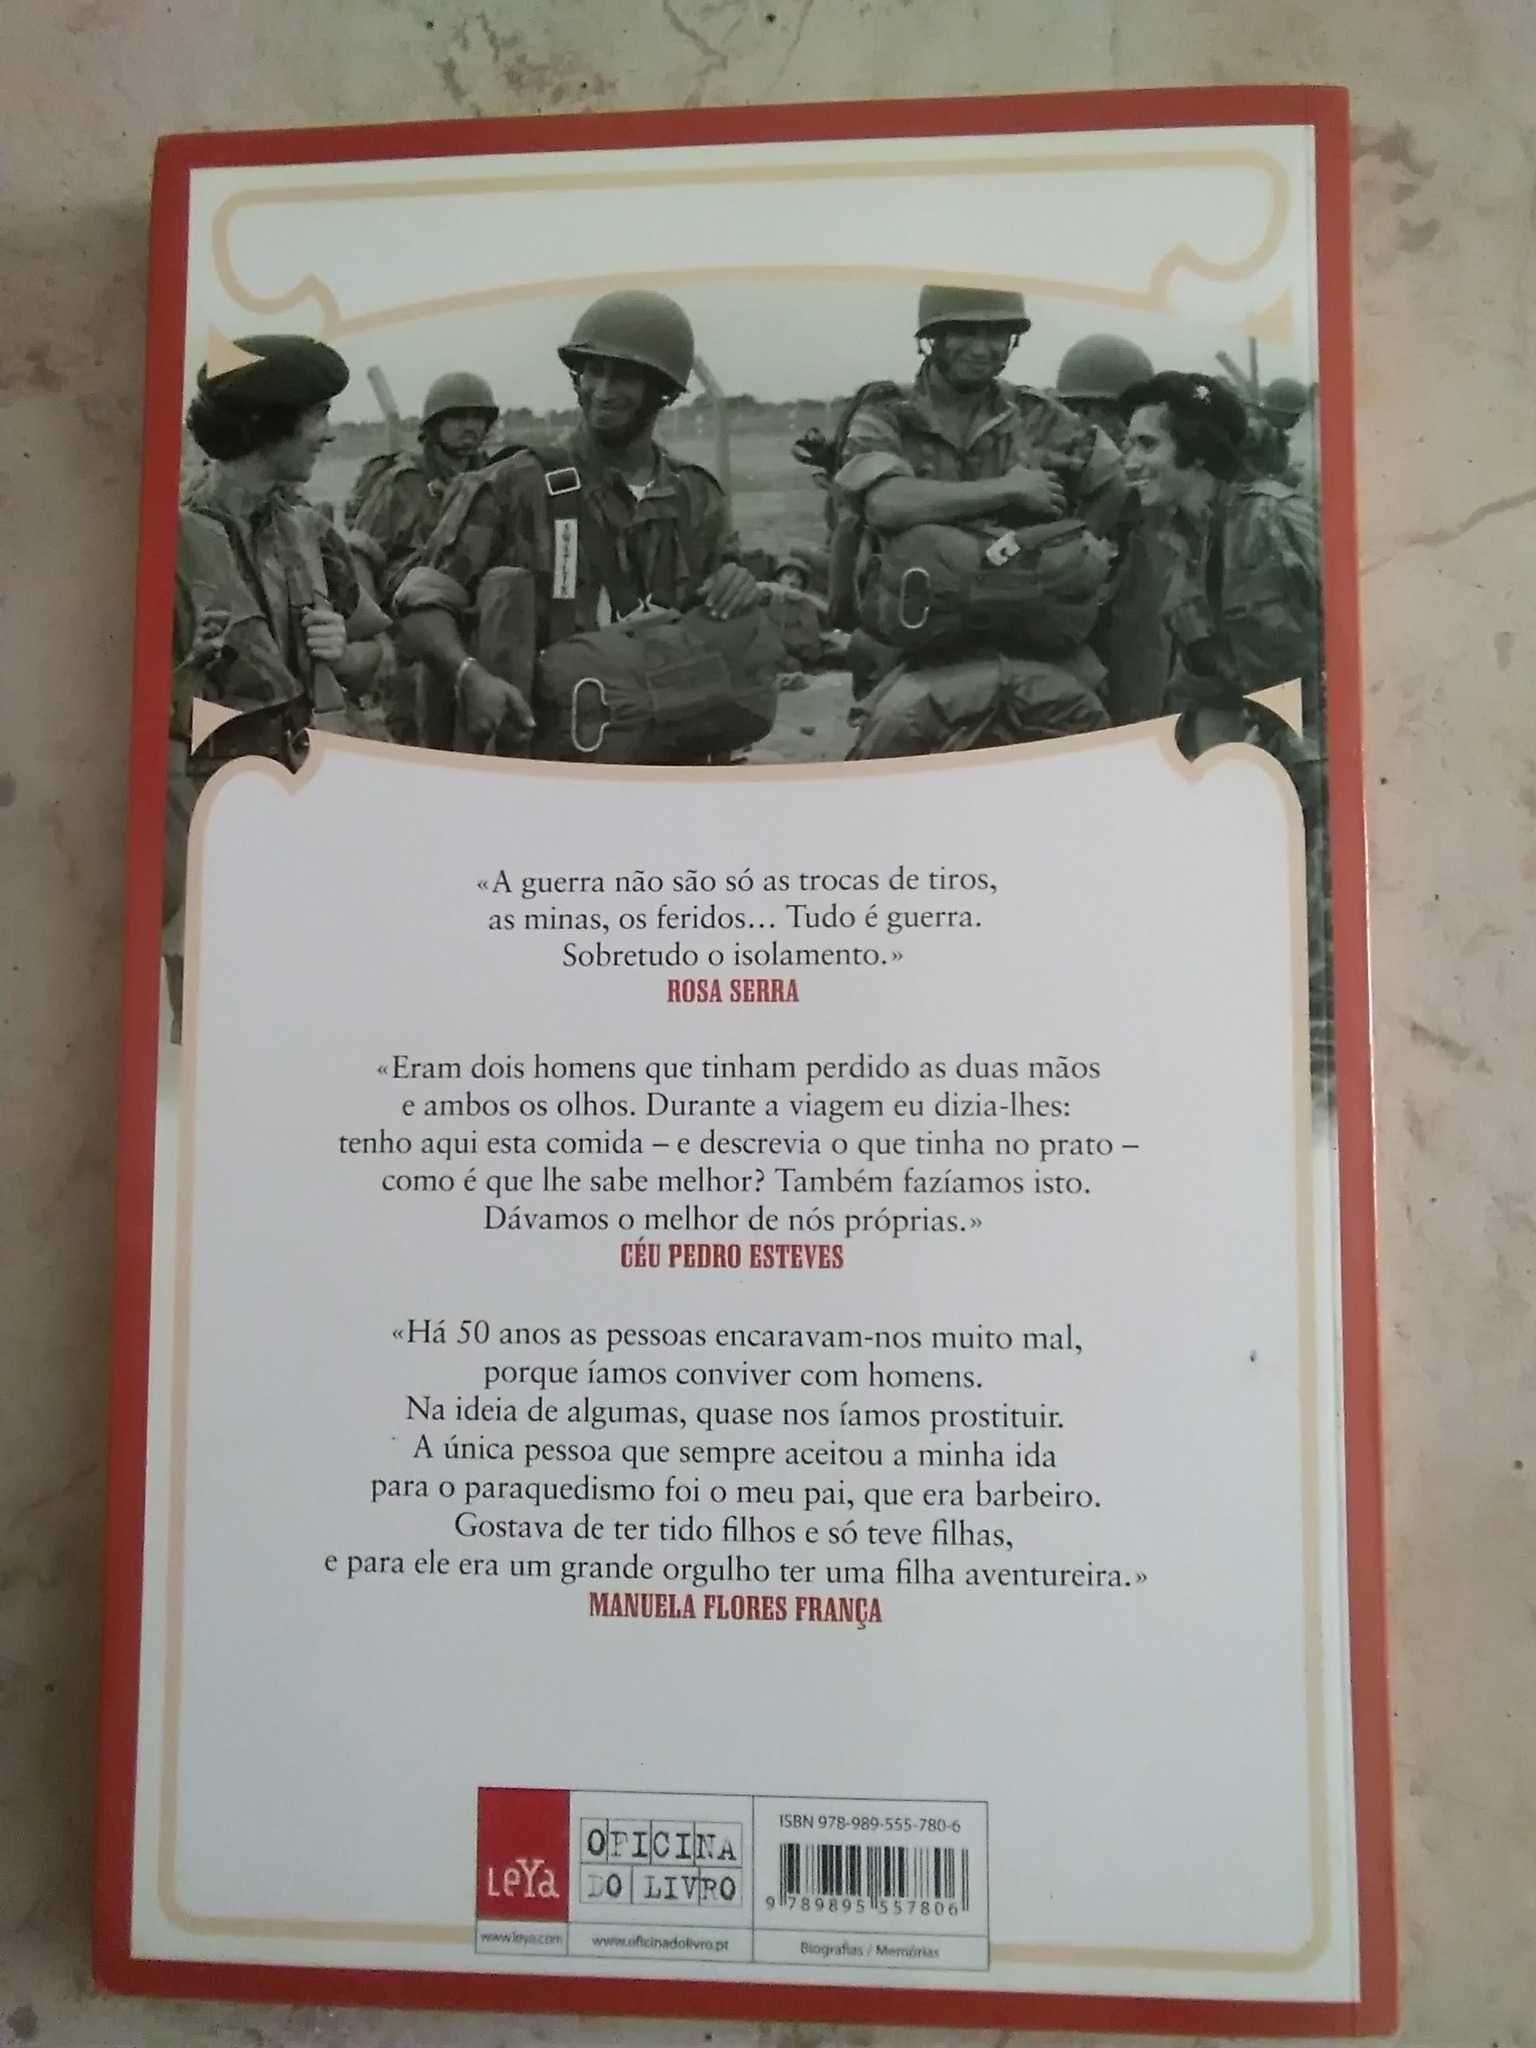 «A guerra não são só as trocas de tiros,
as minas, os feridos... Tudo é guerra.
Sobretudo o isolamento.»
ROSA SERRA
«Eram dois homens que tinham perdido as duas mãos
e ambos os olhos. Durante a viagem eu dizia-lhes:
tenho aqui esta comida – e descrevia o que tinha no prato –
como é que lhe sabe melhor? Também fazíamos isto.
Dávamos o melhor de nós próprias.»
CÉU PEDRO ESTEVES
«Há 50 anos as pessoas encaravam-nos muito mal,
porque íamos conviver com homens.
Na ideia de algumas, quase nos íamos prostituir.
A única pessoa que sempre aceitou a minha ida
para o paraquedismo foi o meu pai, que era barbeiro.
Gostava de ter tido filhos e só teve filhas,
e para ele era um grande orgulho ter uma filha aventureira.»
MANUELA FLORES FRANÇA
LeYa
www.leya.com
OFICINA
DO LIVRO
www.oficinadolivro.pt
ISBN 978-989-555-780-6
9 789895 557806
Biografias / Memórias